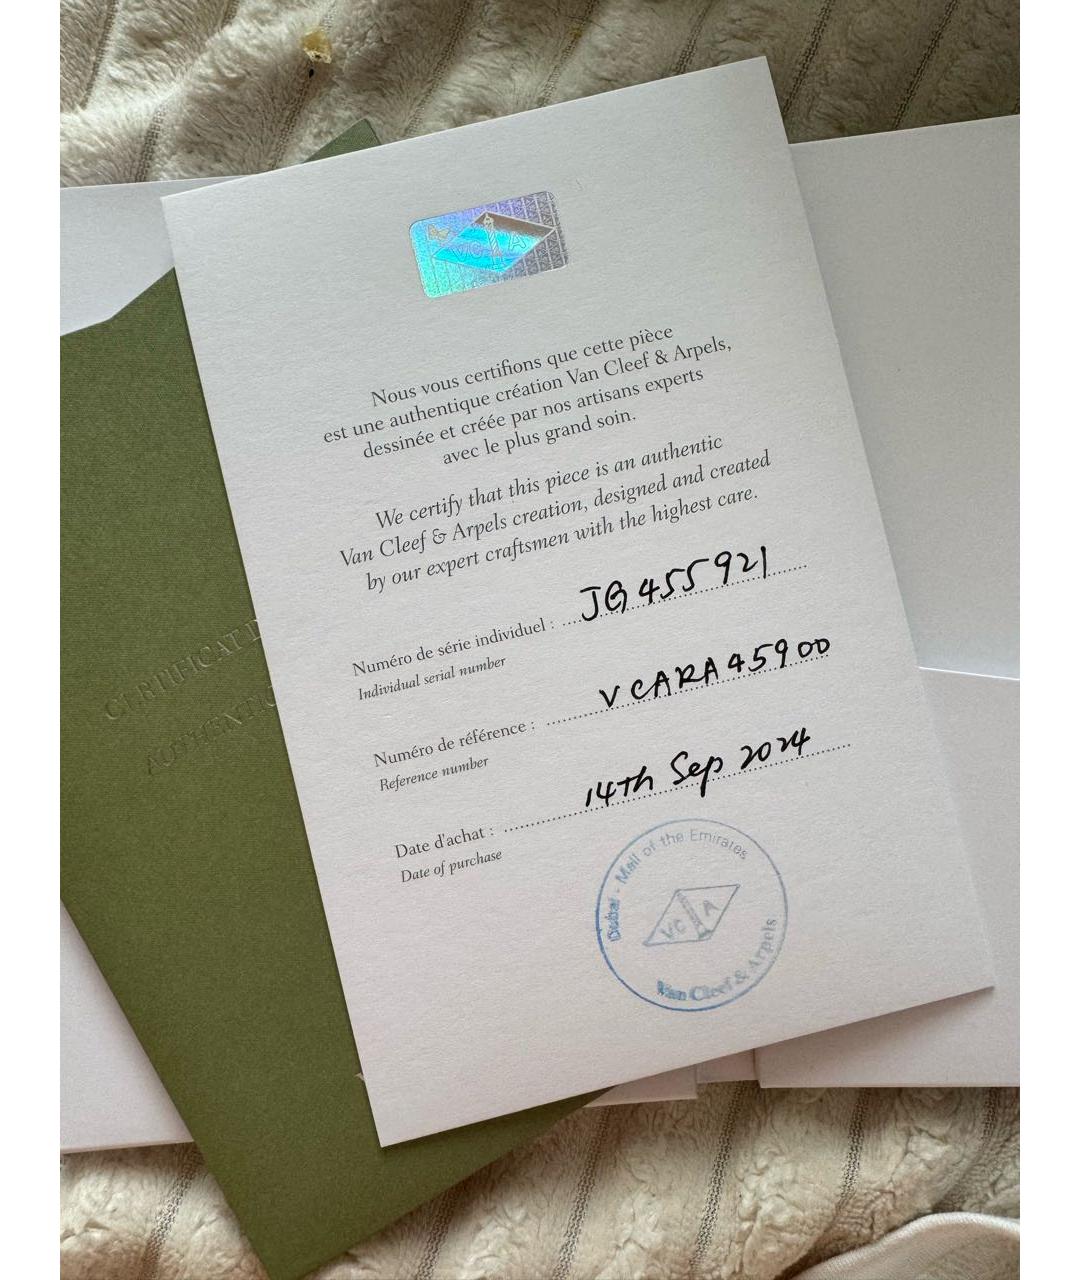 VC A
Nous vous certifions que cette pièce
est une authentique création Van Cleef & Arpels,
dessinée et créée par nos artisans experts
avec le plus grand soin.
We certify that this piece is an authentic
Van Cleef & Arpels creation, designed and created
by our expert craftsmen with the highest care.
Numéro de série individuel : JG455921
Individual serial number
Numéro de référence : VCARA45900
Reference number
Date d'achat : 14th Sep 2024
Date of purchase
Dubai - Mall of the Emirates
VC A
Van Cleef & Arpels
CERTIFICAT D
AUTHENTIC